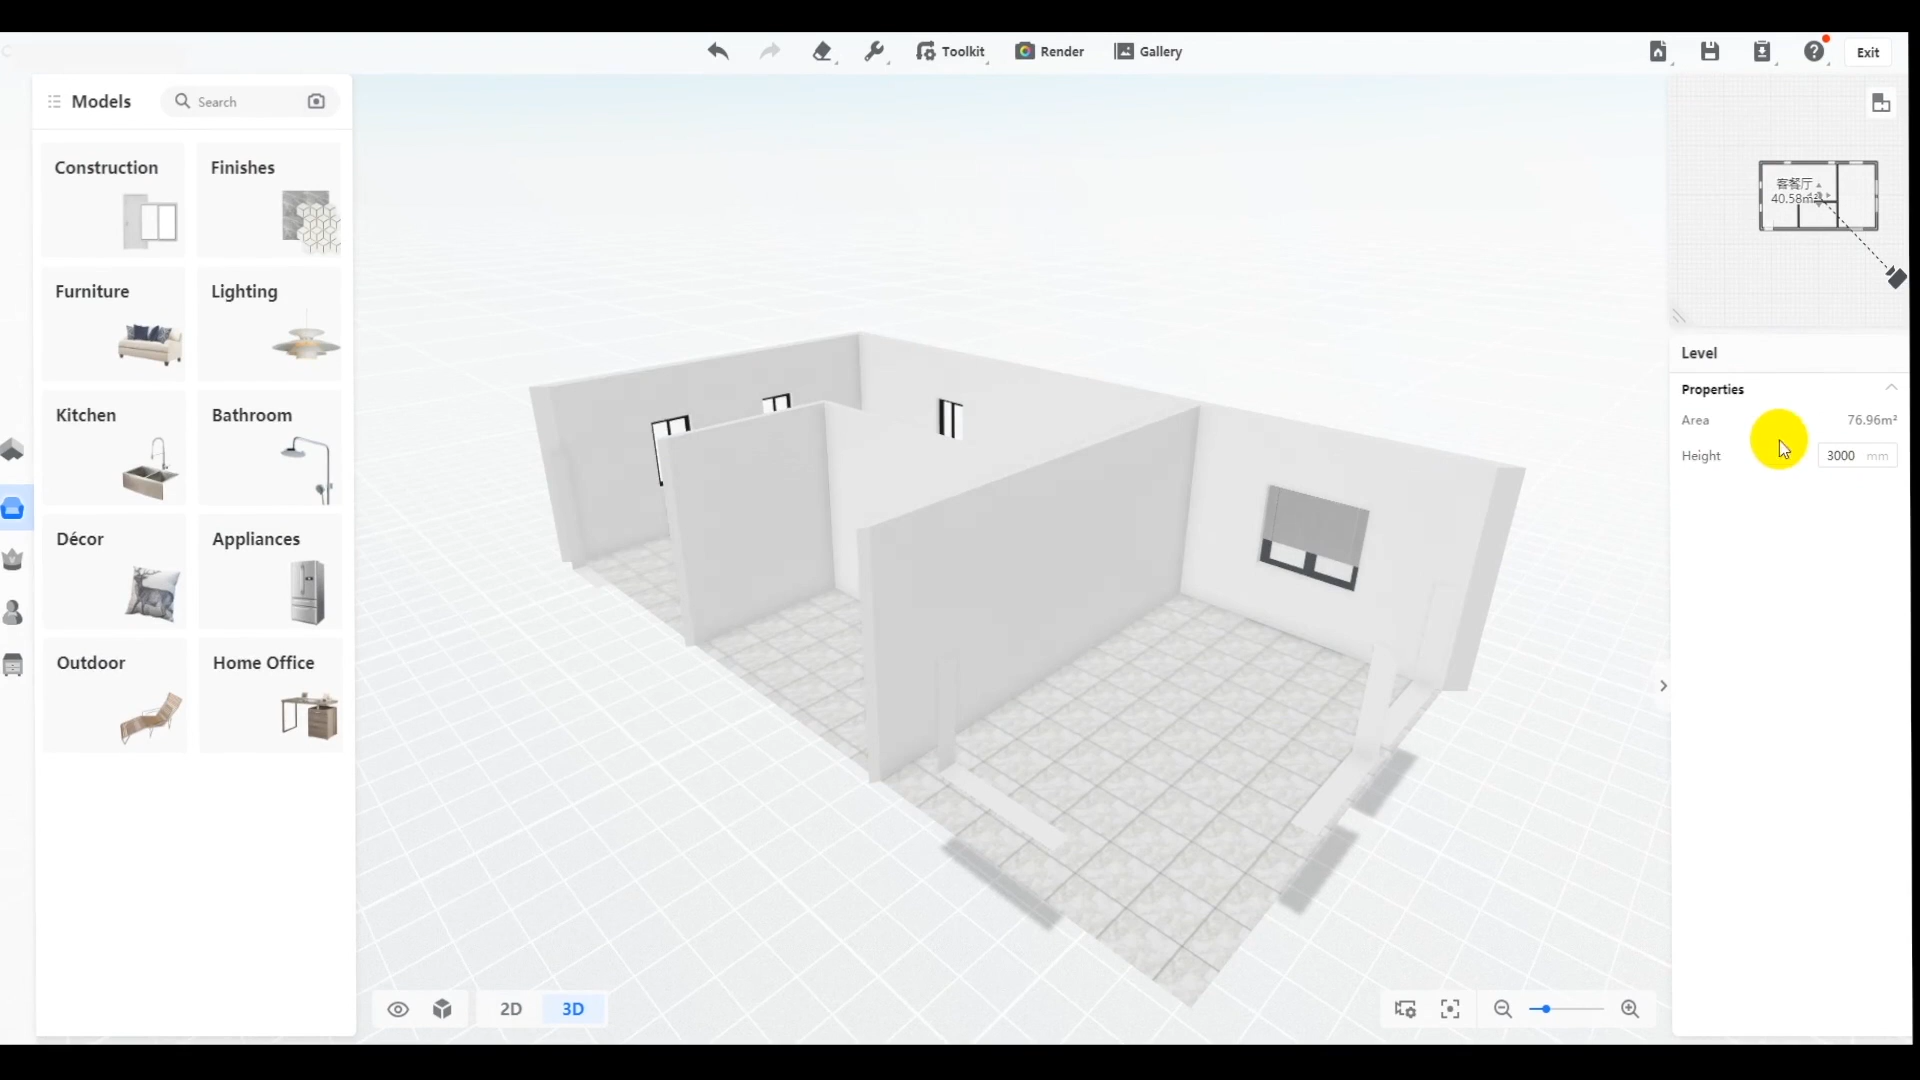 Toolkit
Render
Gallery
Exit
Models
Search
Construction
Finishes
Furniture
Lighting
Kitchen
Bathroom
Décor
Appliances
Outdoor
Home Office
客餐厅
40.58m²
Level
Properties
Area 76.96m²
Height 3000 mm
2D
3D